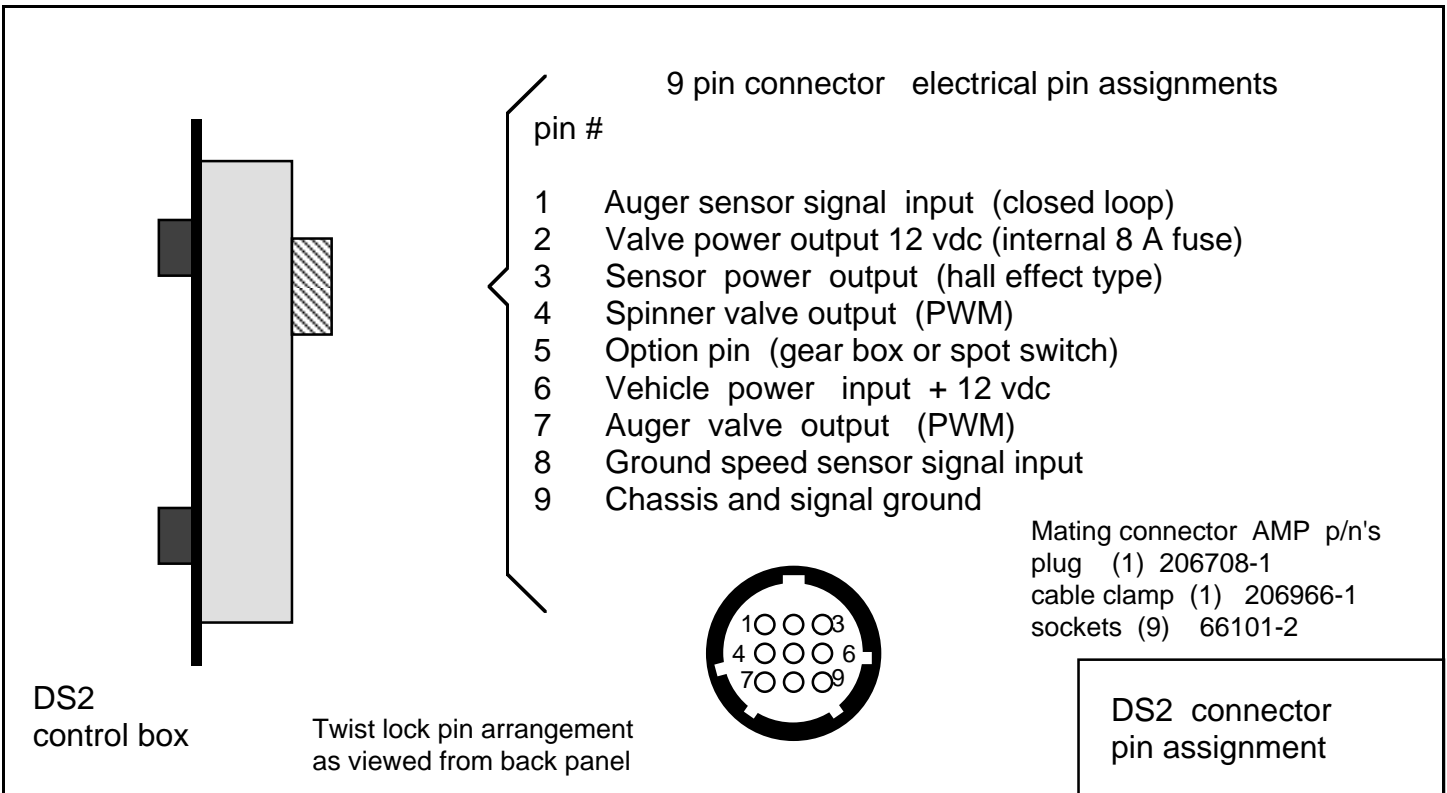 9 pin connector electrical pin assignments
pin #
1 Auger sensor signal input (closed loop)
2 Valve power output 12 vdc (internal 8 A fuse)
3 Sensor power output (hall effect type)
4 Spinner valve output (PWM)
5 Option pin (gear box or spot switch)
6 Vehicle power input + 12 vdc
7 Auger valve output (PWM)
8 Ground speed sensor signal input
9 Chassis and signal ground
Mating connector AMP p/n's
plug (1) 206708-1
cable clamp (1) 206966-1
sockets (9) 66101-2
1 3
4 6
7 9
DS2
control box
Twist lock pin arrangement
as viewed from back panel
DS2 connector
pin assignment